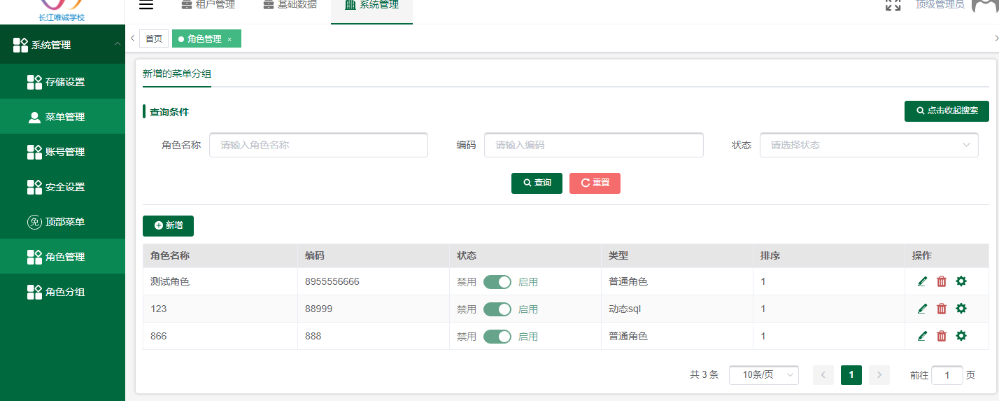 长江唯诚学校
租户管理 基础数据 系统管理 顶级管理员
系统管理
首页 角色管理 ×
存储设置
菜单管理
账号管理
安全设置
免 顶部菜单
角色管理
角色分组
新增的菜单分组
查询条件 点击收起搜索
角色名称 请输入角色名称 编码 请输入编码 状态 请选择状态
查询 重置
新增
角色名称 编码 状态 类型 排序 操作
测试角色 8955556666 禁用 启用 普通角色 1
123 88999 禁用 启用 动态sql 1
866 888 禁用 启用 普通角色 1
共 3 条 10条/页 1 前往 1 页